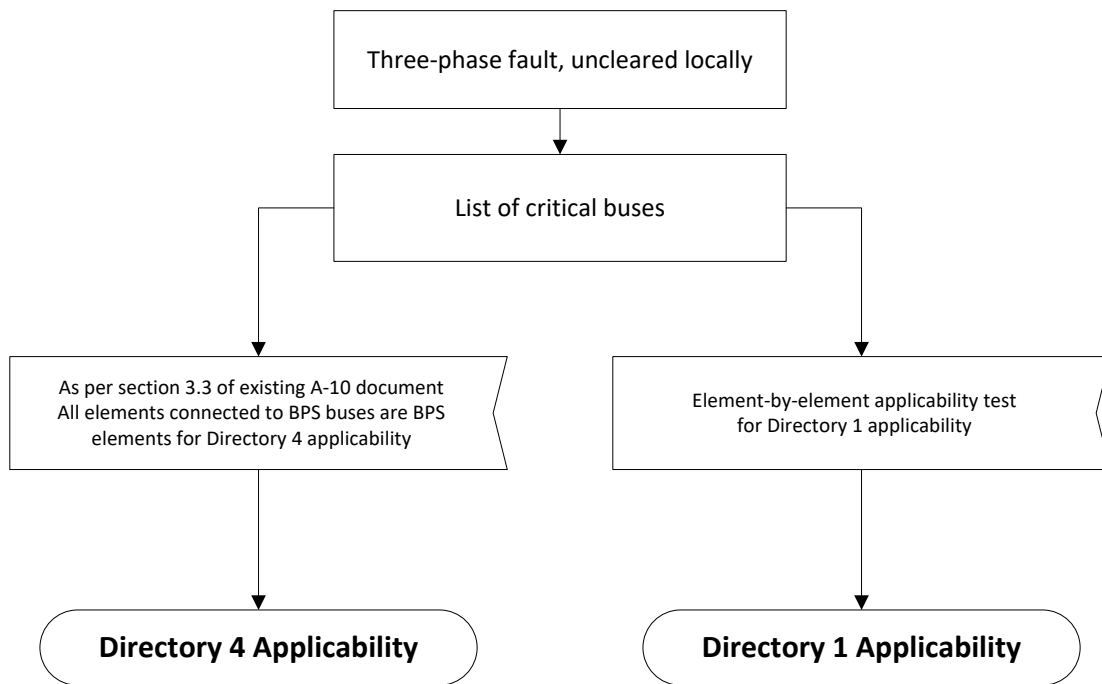 Three-phase fault, uncleared locally
List of critical buses
As per section 3.3 of existing A-10 document
All elements connected to BPS buses are BPS
elements for Directory 4 applicability
Element-by-element applicability test
for Directory 1 applicability
Directory 4 Applicability
Directory 1 Applicability